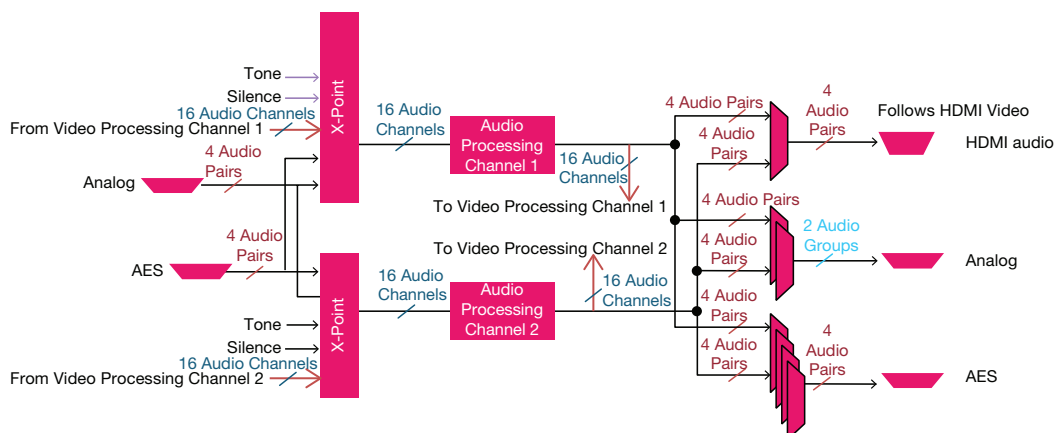 Tone
Silence
16 Audio Channels
From Video Processing Channel 1
4 Audio
Pairs
Analog
X-Point
16 Audio
Channels
Audio
Processing
Channel 1
16 Audio
Channels
To Video Processing Channel 1
4 Audio Pairs
4 Audio
Pairs
4
Audio
Pairs
Follows HDMI Video
HDMI audio
4 Audio
Pairs
AES
X-Point
Tone
Silence
16 Audio Channels
From Video Processing Channel 2
16 Audio
Channels
Audio
Processing
Channel 2
To Video Processing Channel 2
16 Audio
Channels
4 Audio Pairs
4 Audio
Pairs
2 Audio
Groups
Analog
4 Audio
Pairs
4 Audio
Pairs
4
Audio
Pairs
AES